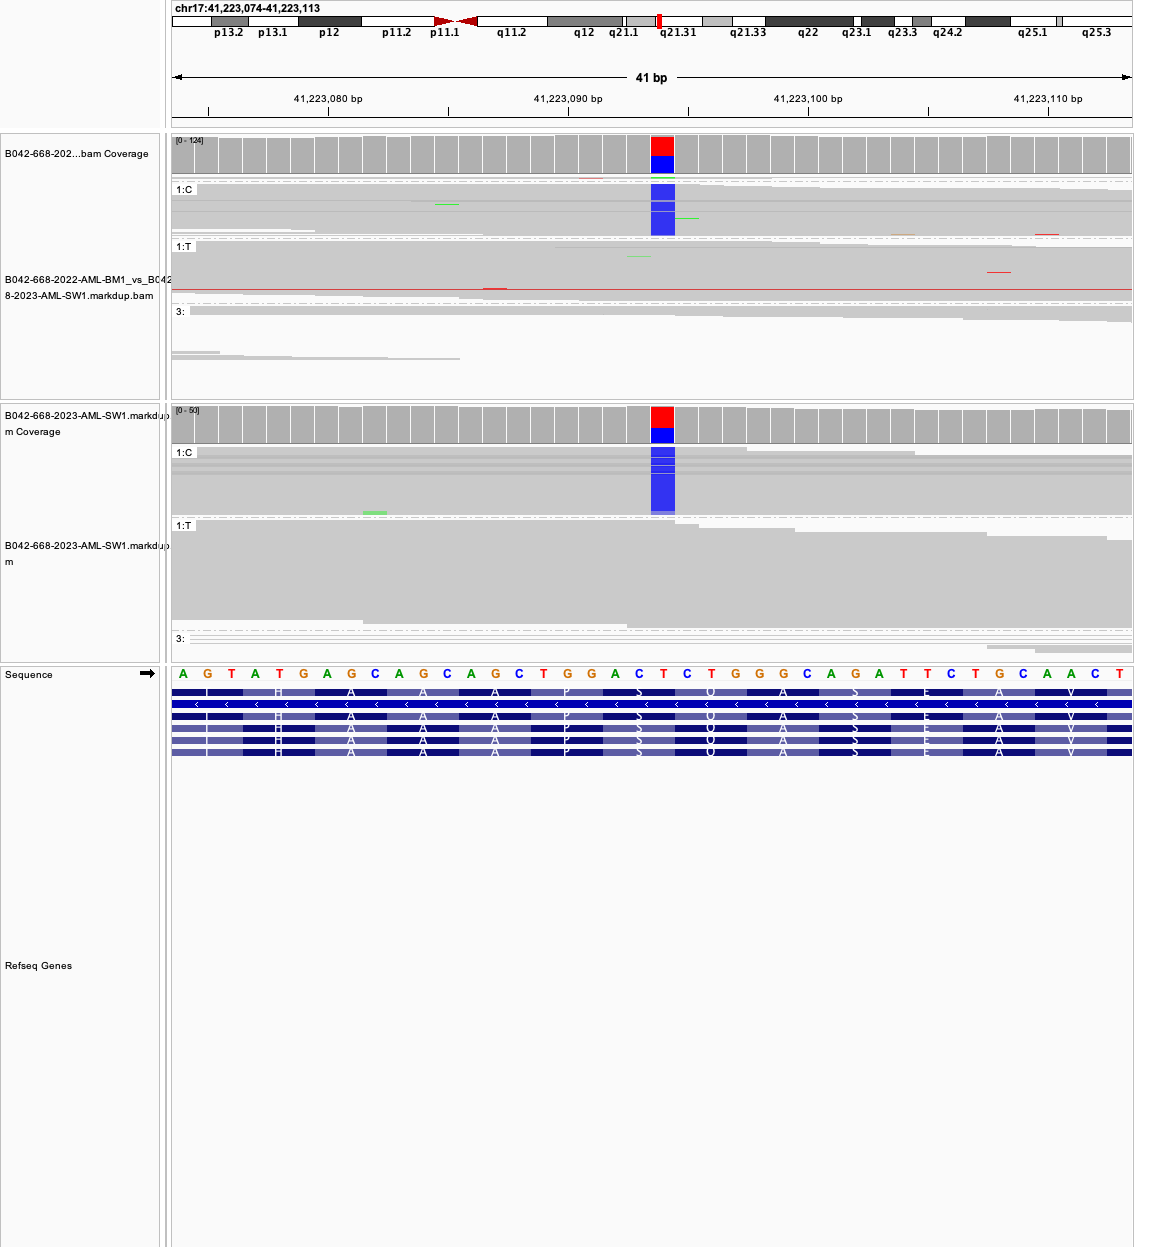 chr17:41,223,074-41,223,113
p13.2 p13.1 p12 p11.2 p11.1 q11.2 q12 q21.1 q21.31 q21.33 q22 q23.1 q23.3 q24.2 q25.1 q25.3
41 bp
41,223,080 bp 41,223,090 bp 41,223,100 bp 41,223,110 bp
[0 - 124]
B042-668-202...bam Coverage
1:C
1:T
B042-668-2022-AML-BM1_vs_B042
8-2023-AML-SW1.markdup.bam
3:
[0 - 50]
B042-668-2023-AML-SW1.markdup
m Coverage
1:C
1:T
B042-668-2023-AML-SW1.markdup
m
3:
Sequence A G T A T G A G C A G C A G C T G G A C T C T G G G C A G A T T C T G C A A C T
I H A A A P S Q A S E A V
I H A A A P S Q A S E A V
I H A A A P S Q A S E A V
I H A A A P S Q A S E A V
I H A A A P S Q A S E A V
Refseq Genes